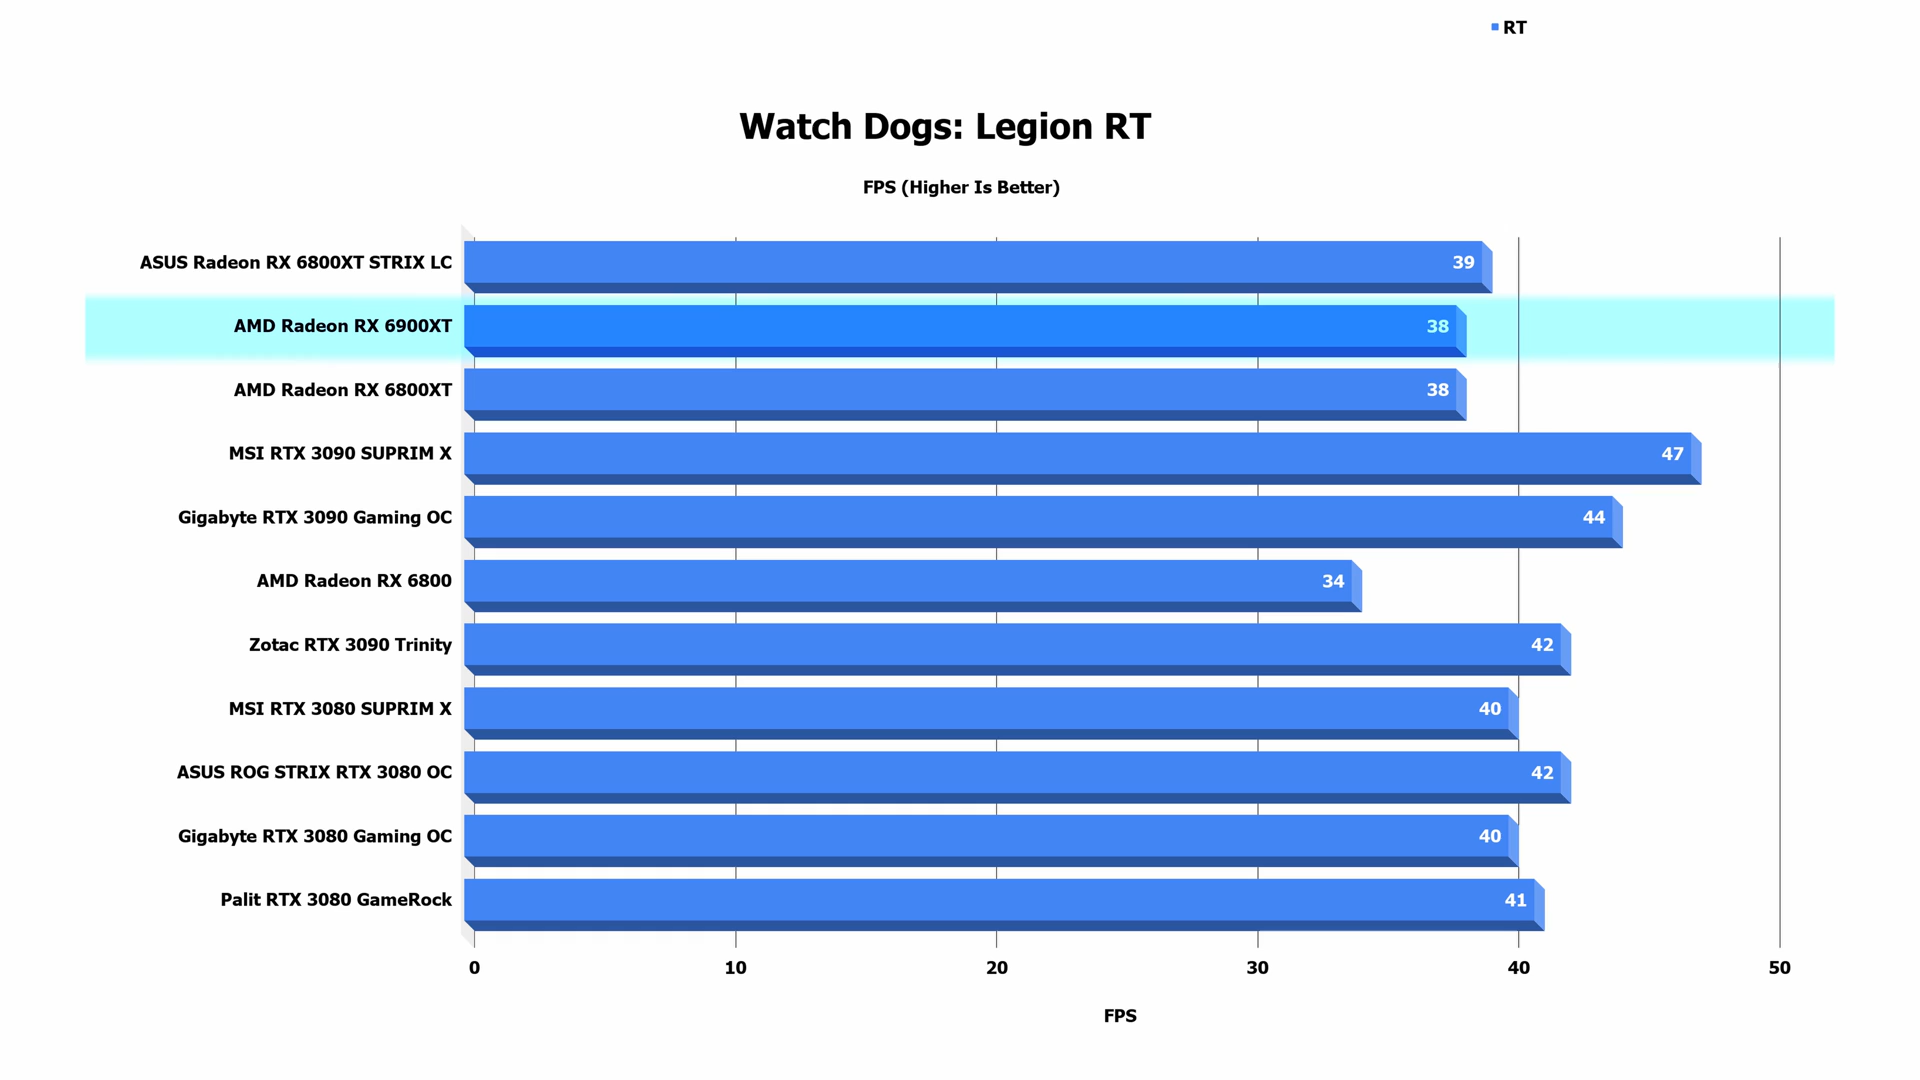 RT
Watch Dogs: Legion RT
FPS (Higher Is Better)
ASUS Radeon RX 6800XT STRIX LC 39
AMD Radeon RX 6900XT 38
AMD Radeon RX 6800XT 38
MSI RTX 3090 SUPRIM X 47
Gigabyte RTX 3090 Gaming OC 44
AMD Radeon RX 6800 34
Zotac RTX 3090 Trinity 42
MSI RTX 3080 SUPRIM X 40
ASUS ROG STRIX RTX 3080 OC 42
Gigabyte RTX 3080 Gaming OC 40
Palit RTX 3080 GameRock 41
0 10 20 30 40 50
FPS